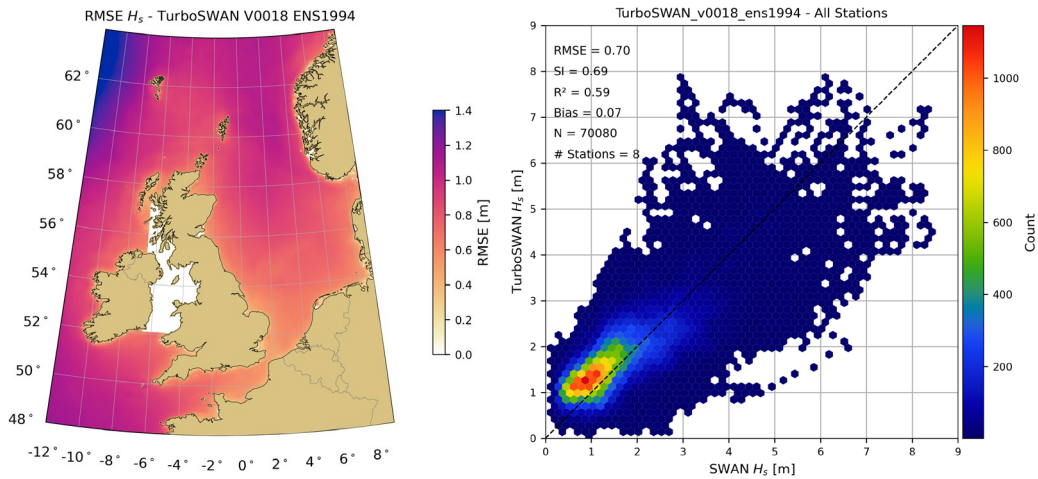 RMSE Hs - TurboSWAN V0018 ENS1994
62°
60°
58°
56°
54°
52°
50°
48°
-12° -10° -8° -6° -4° -2° 0° 2° 4° 6° 8°
1.4
1.2
1.0
0.8
0.6
0.4
0.2
0.0
RMSE [m]
TurboSWAN_v0018_ens1994 - All Stations
RMSE = 0.70
SI = 0.69
R² = 0.59
Bias = 0.07
N = 70080
# Stations = 8
9
8
7
6
5
4
3
2
1
0
TurboSWAN Hs [m]
0 1 2 3 4 5 6 7 8 9
SWAN Hs [m]
1000
800
600
400
200
Count